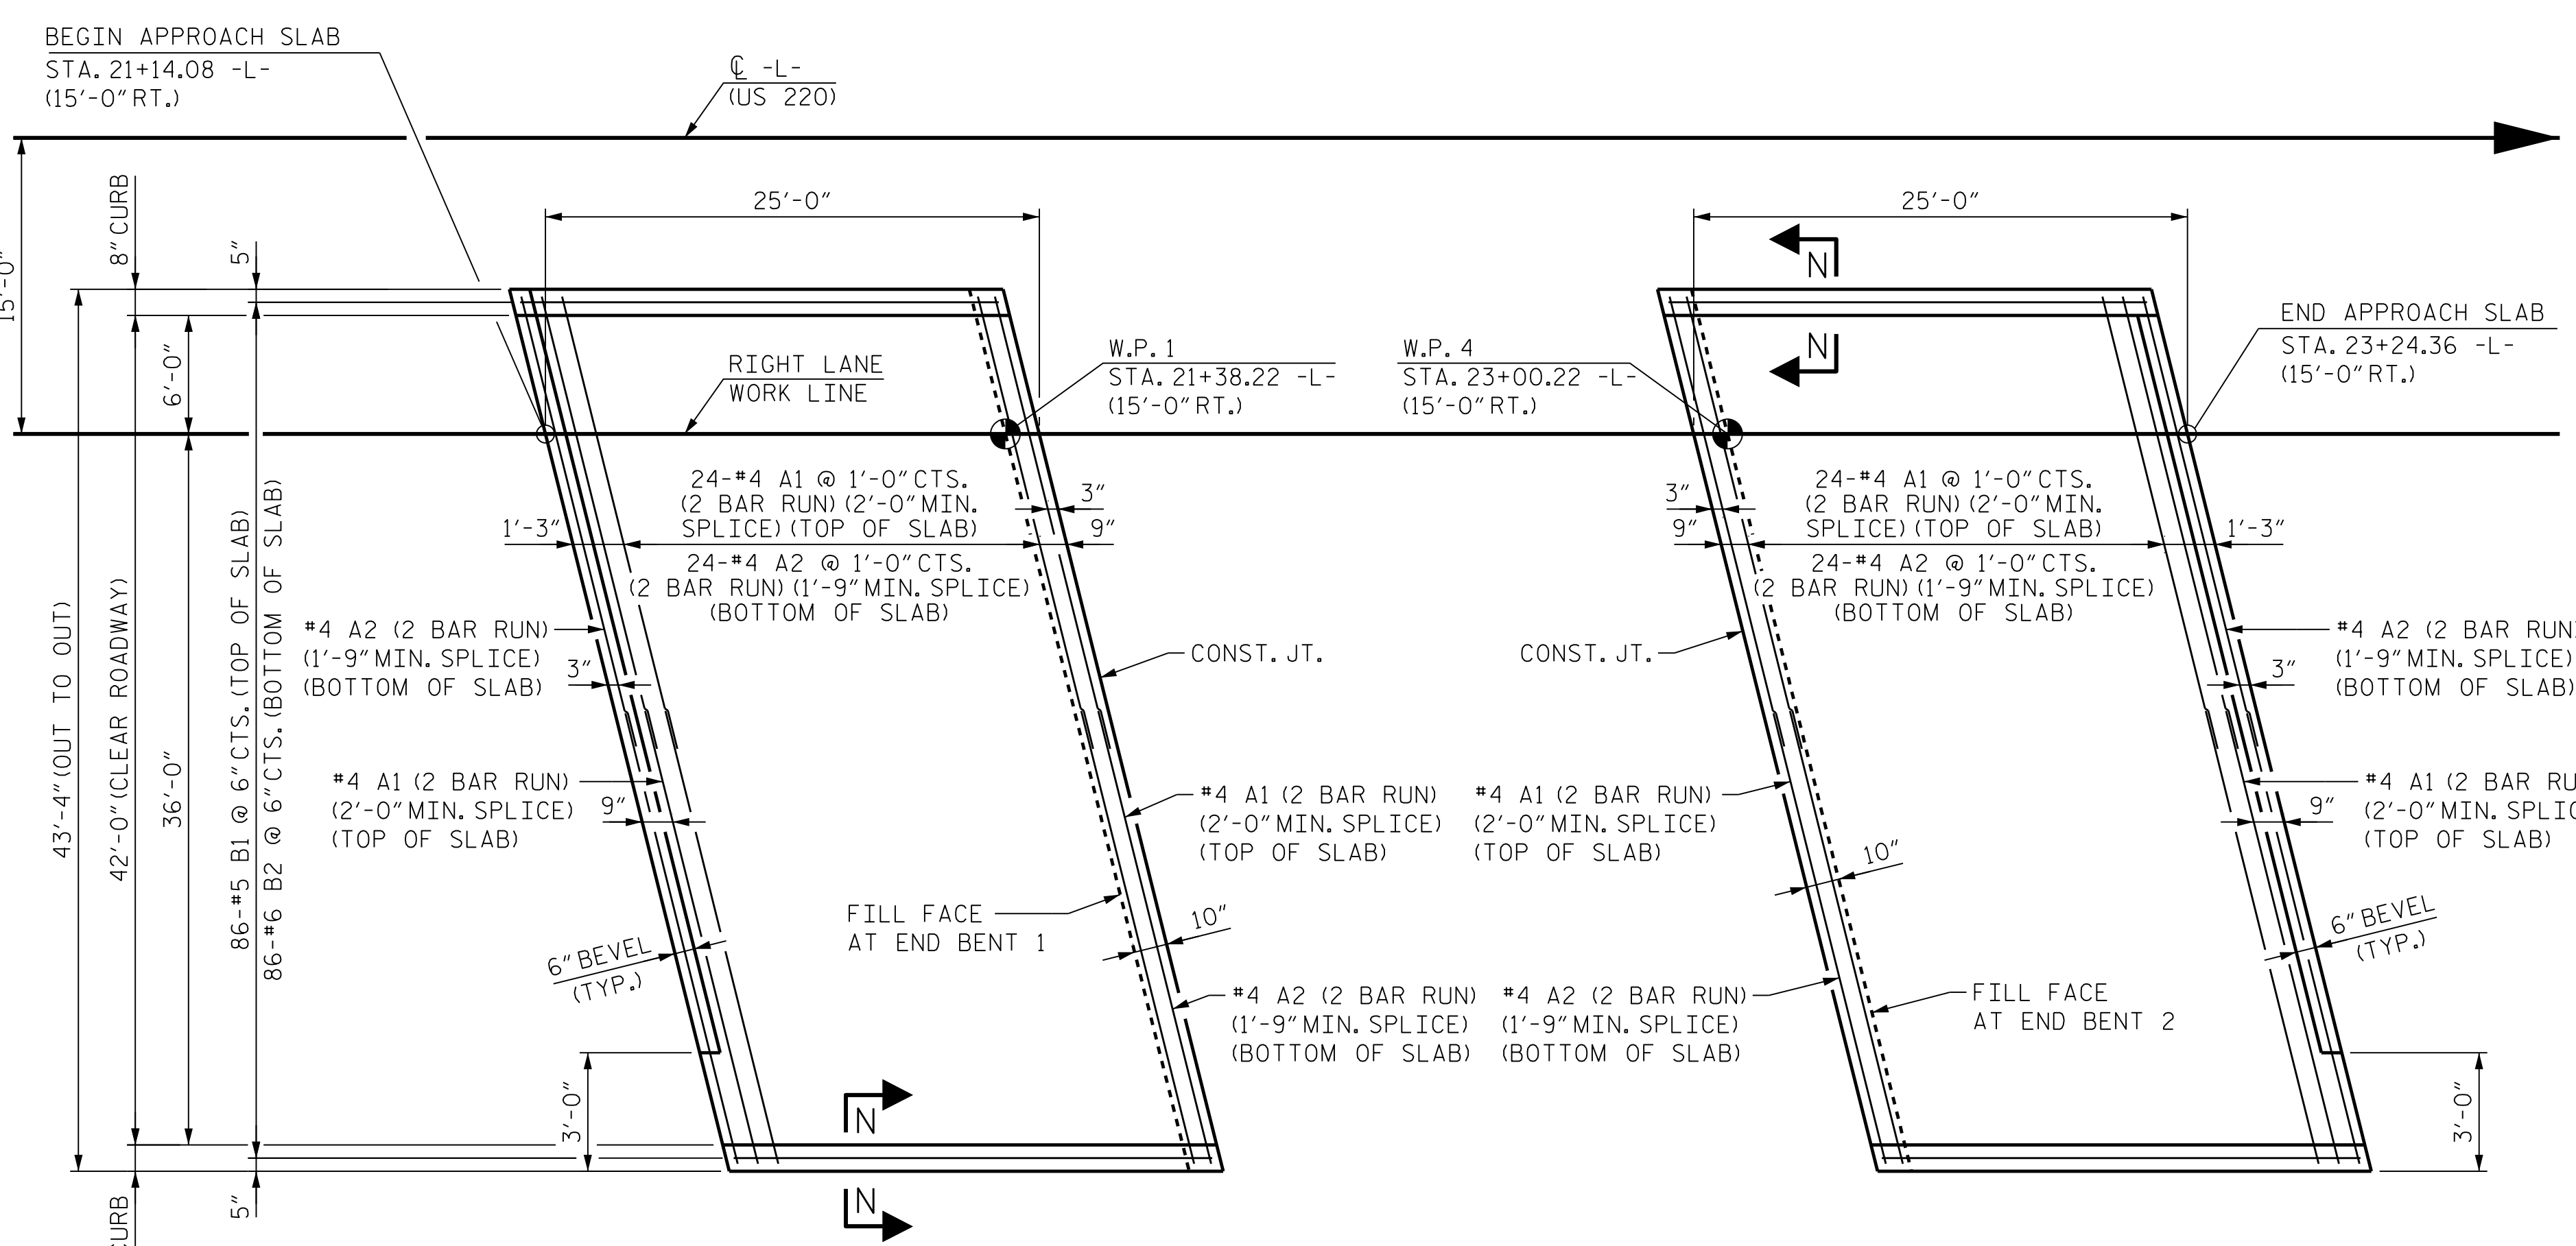 BEGIN APPROACH SLAB
STA. 21+14.08 -L-
(15'-0" RT.)
℄ -L-
(US 220)
15'-0"
8" CURB
5"
25'-0"
25'-0"
N
N
6'-0"
RIGHT LANE
WORK LINE
W.P. 1
STA. 21+38.22 -L-
(15'-0" RT.)
W.P. 4
STA. 23+00.22 -L-
(15'-0" RT.)
END APPROACH SLAB
STA. 23+24.36 -L-
(15'-0" RT.)
43'-4" (OUT TO OUT)
42'-0" (CLEAR ROADWAY)
36'-0"
86-#5 B1 @ 6" CTS. (TOP OF SLAB)
86-#6 B2 @ 6" CTS. (BOTTOM OF SLAB)
24-#4 A1 @ 1'-0" CTS.
(2 BAR RUN) (2'-0" MIN.
SPLICE) (TOP OF SLAB)
24-#4 A2 @ 1'-0" CTS.
(2 BAR RUN) (1'-9" MIN. SPLICE)
(BOTTOM OF SLAB)
1'-3"
3"
9"
3"
9"
24-#4 A1 @ 1'-0" CTS.
(2 BAR RUN) (2'-0" MIN.
SPLICE) (TOP OF SLAB)
24-#4 A2 @ 1'-0" CTS.
(2 BAR RUN) (1'-9" MIN. SPLICE)
(BOTTOM OF SLAB)
1'-3"
#4 A2 (2 BAR RUN)
(1'-9" MIN. SPLICE)
(BOTTOM OF SLAB)
3"
CONST. JT.
CONST. JT.
#4 A2 (2 BAR RUN
(1'-9" MIN. SPLICE)
(BOTTOM OF SLAB)
3"
#4 A1 (2 BAR RUN)
(2'-0" MIN. SPLICE)
(TOP OF SLAB)
9"
#4 A1 (2 BAR RUN)
(2'-0" MIN. SPLICE)
(TOP OF SLAB)
#4 A1 (2 BAR RUN)
(2'-0" MIN. SPLICE)
(TOP OF SLAB)
#4 A1 (2 BAR RU
(2'-0" MIN. SPLIC
(TOP OF SLAB)
9"
10"
10"
FILL FACE
AT END BENT 1
6" BEVEL
(TYP.)
6" BEVEL
(TYP.)
#4 A2 (2 BAR RUN)
(1'-9" MIN. SPLICE)
(BOTTOM OF SLAB)
#4 A2 (2 BAR RUN)
(1'-9" MIN. SPLICE)
(BOTTOM OF SLAB)
FILL FACE
AT END BENT 2
3'-0"
3'-0"
N
N
5"
CURB